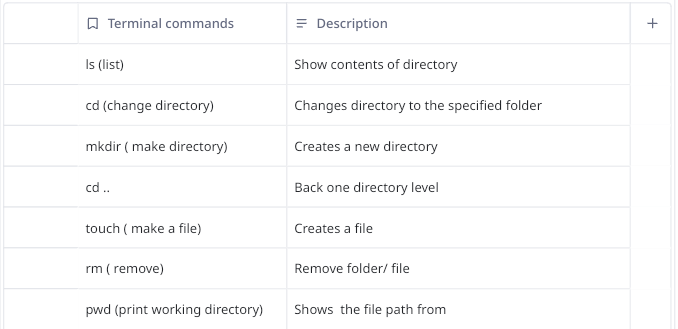 Terminal commands Description +
ls (list) Show contents of directory
cd (change directory) Changes directory to the specified folder
mkdir ( make directory) Creates a new directory
cd .. Back one directory level
touch ( make a file) Creates a file
rm ( remove) Remove folder/ file
pwd (print working directory) Shows  the file path from